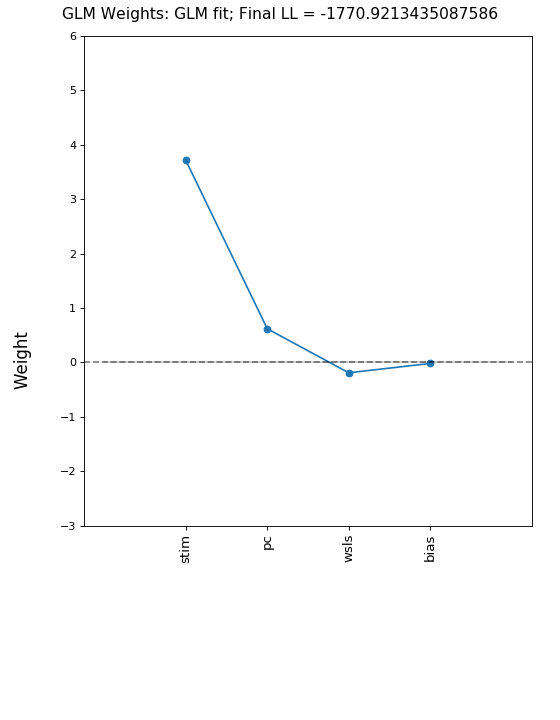 GLM Weights: GLM fit; Final LL = -1770.9213435087586
6
5
4
3
2
1
0
−1
−2
−3
Weight
stim
pc
wsls
bias